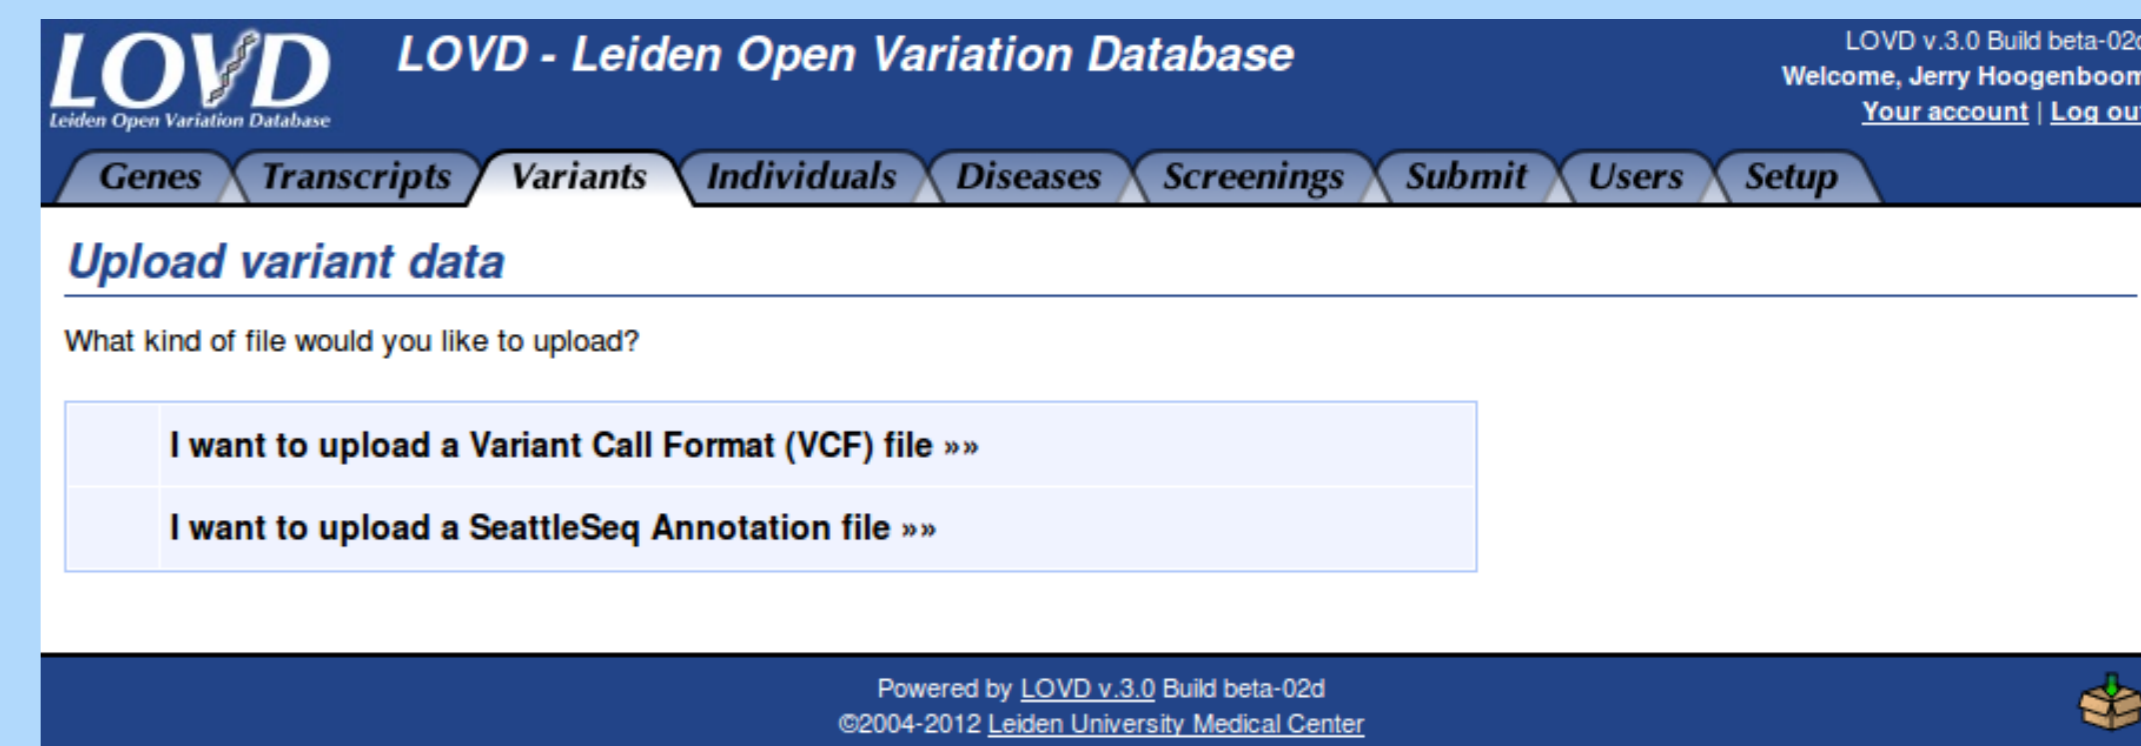 LOVD
Leiden Open Variation Database
LOVD - Leiden Open Variation Database
LOVD v.3.0 Build beta-02d
Welcome, Jerry Hoogenboom
Your account | Log out
Genes Transcripts Variants Individuals Diseases Screenings Submit Users Setup
Upload variant data
What kind of file would you like to upload?
I want to upload a Variant Call Format (VCF) file »»
I want to upload a SeattleSeq Annotation file »»
Powered by LOVD v.3.0 Build beta-02d
©2004-2012 Leiden University Medical Center